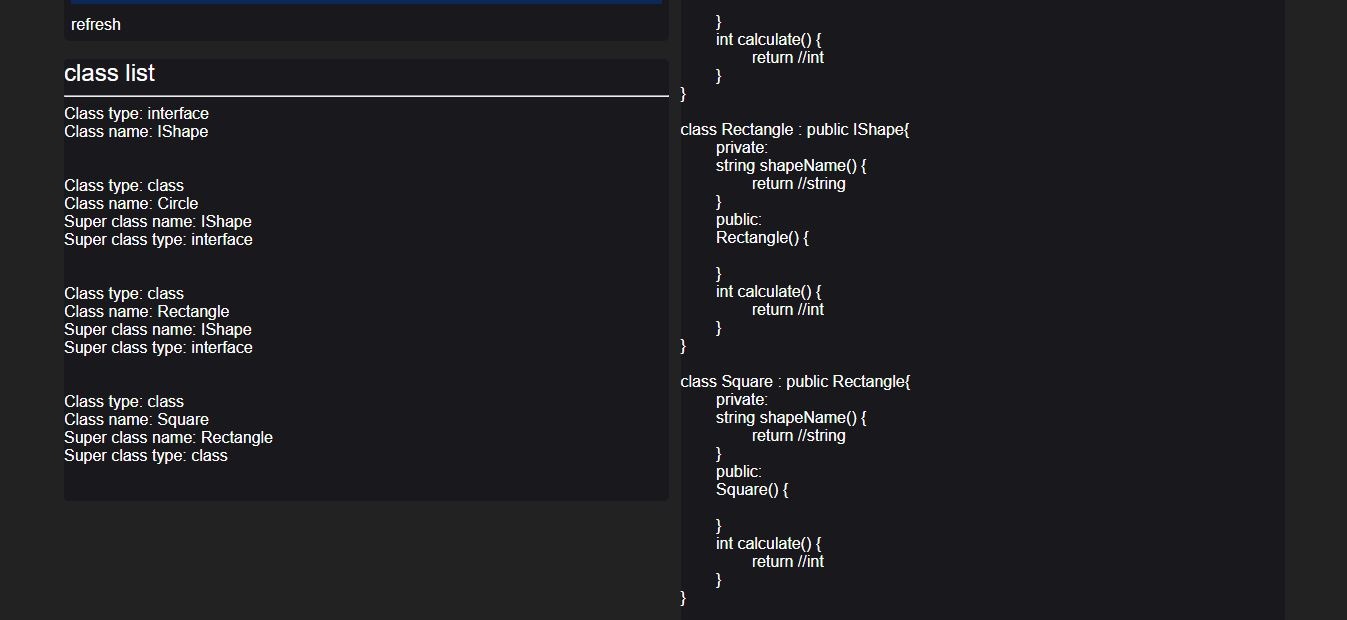 refresh
class list
Class type: interface
Class name: IShape
Class type: class
Class name: Circle
Super class name: IShape
Super class type: interface
Class type: class
Class name: Rectangle
Super class name: IShape
Super class type: interface
Class type: class
Class name: Square
Super class name: Rectangle
Super class type: class
}
int calculate() {
return //int
}
}
class Rectangle : public IShape{
private:
string shapeName() {
return //string
}
public:
Rectangle() {
}
int calculate() {
return //int
}
}
class Square : public Rectangle{
private:
string shapeName() {
return //string
}
public:
Square() {
}
int calculate() {
return //int
}
}